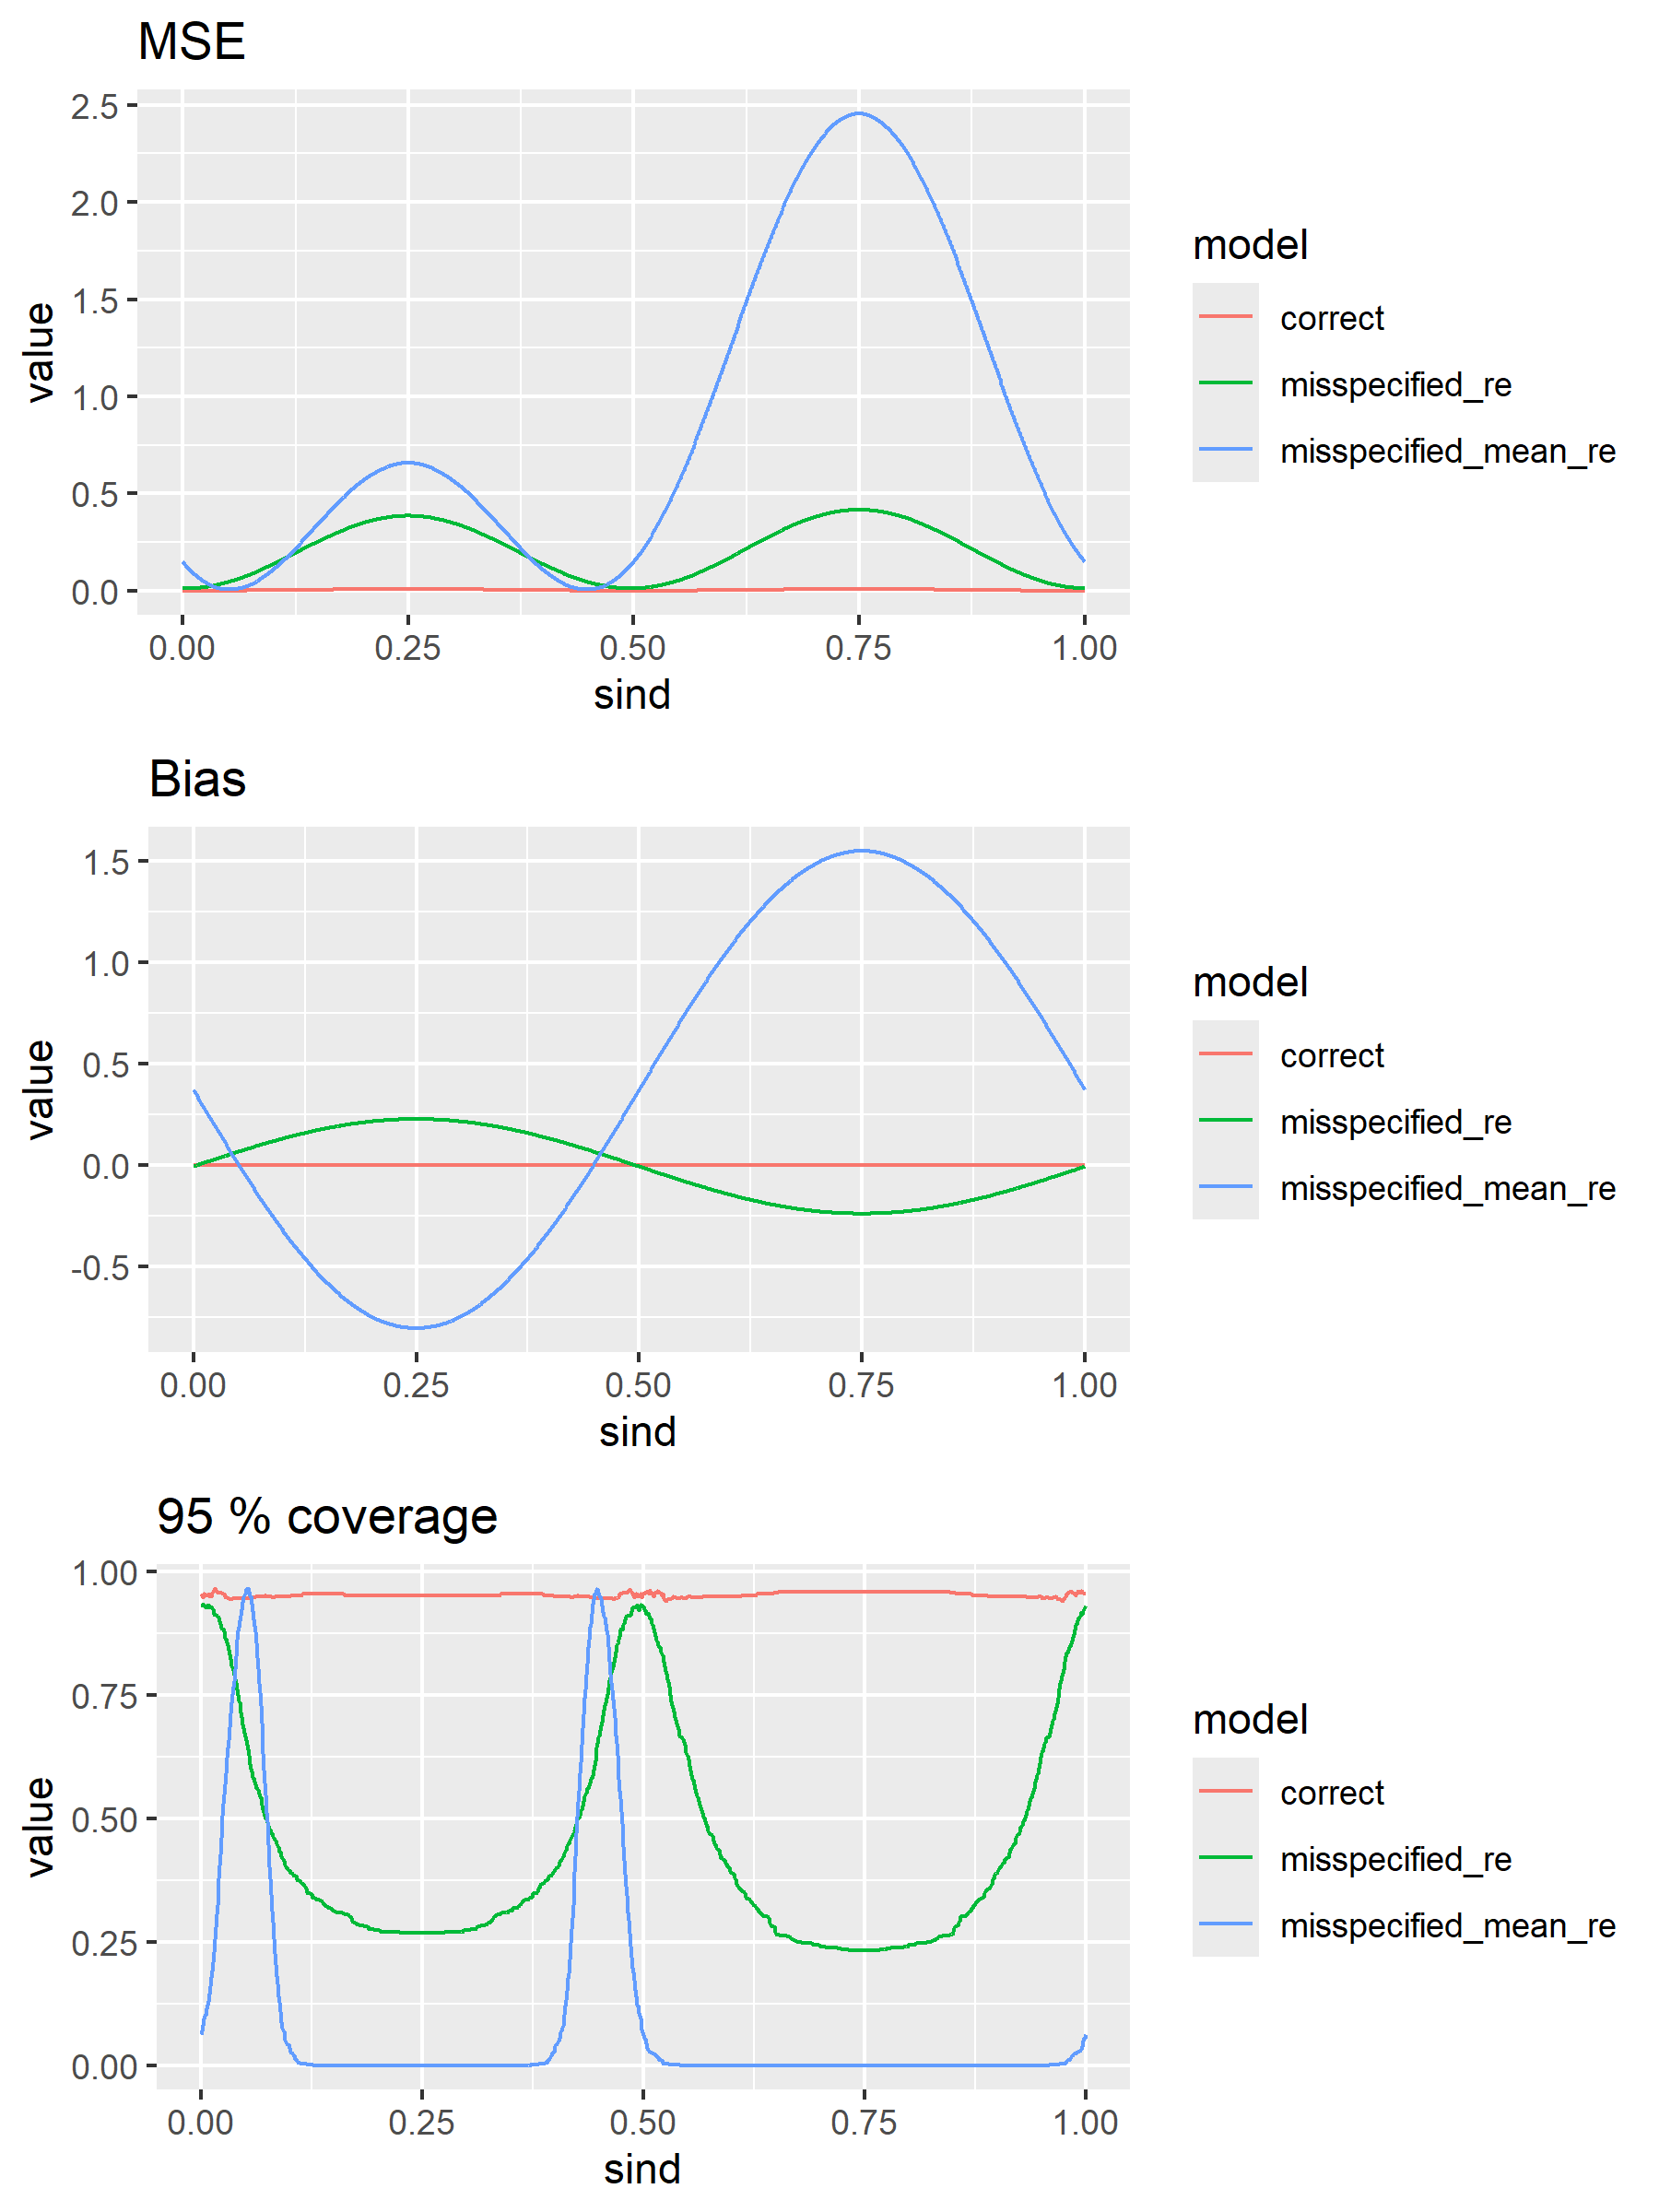 MSE
value
2.5
2.0
1.5
1.0
0.5
0.0
0.00 0.25 0.50 0.75 1.00
sind
model
correct
misspecified_re
misspecified_mean_re
Bias
value
1.5
1.0
0.5
0.0
-0.5
0.00 0.25 0.50 0.75 1.00
sind
model
correct
misspecified_re
misspecified_mean_re
95 % coverage
value
1.00
0.75
0.50
0.25
0.00
0.00 0.25 0.50 0.75 1.00
sind
model
correct
misspecified_re
misspecified_mean_re